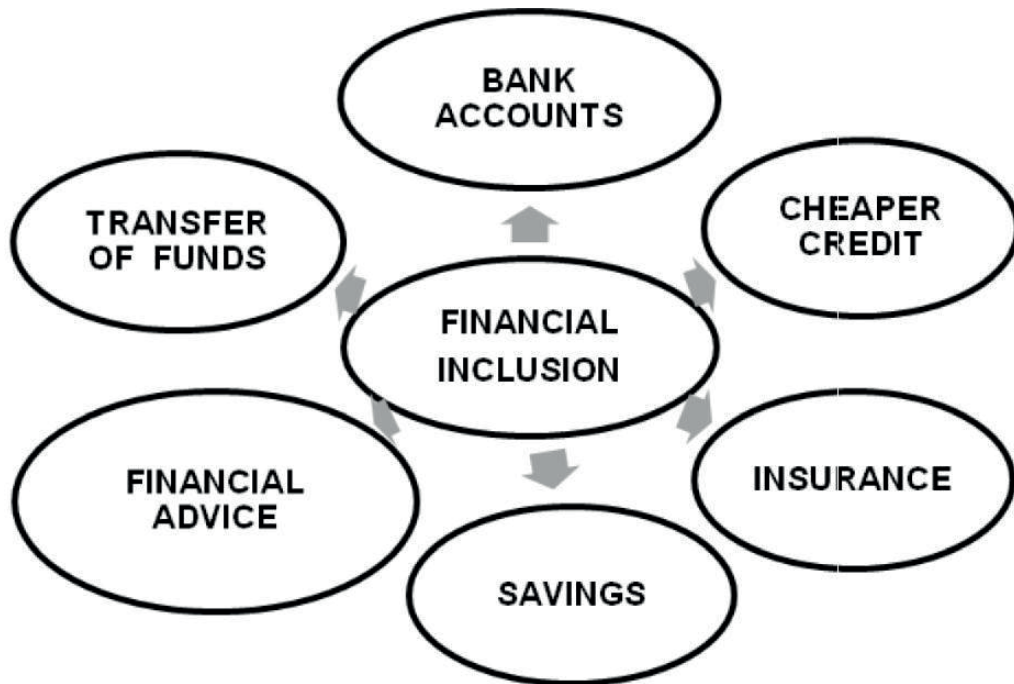 BANK
ACCOUNTS
TRANSFER
OF FUNDS
CHEAPER
CREDIT
FINANCIAL
INCLUSION
FINANCIAL
ADVICE
INSURANCE
SAVINGS